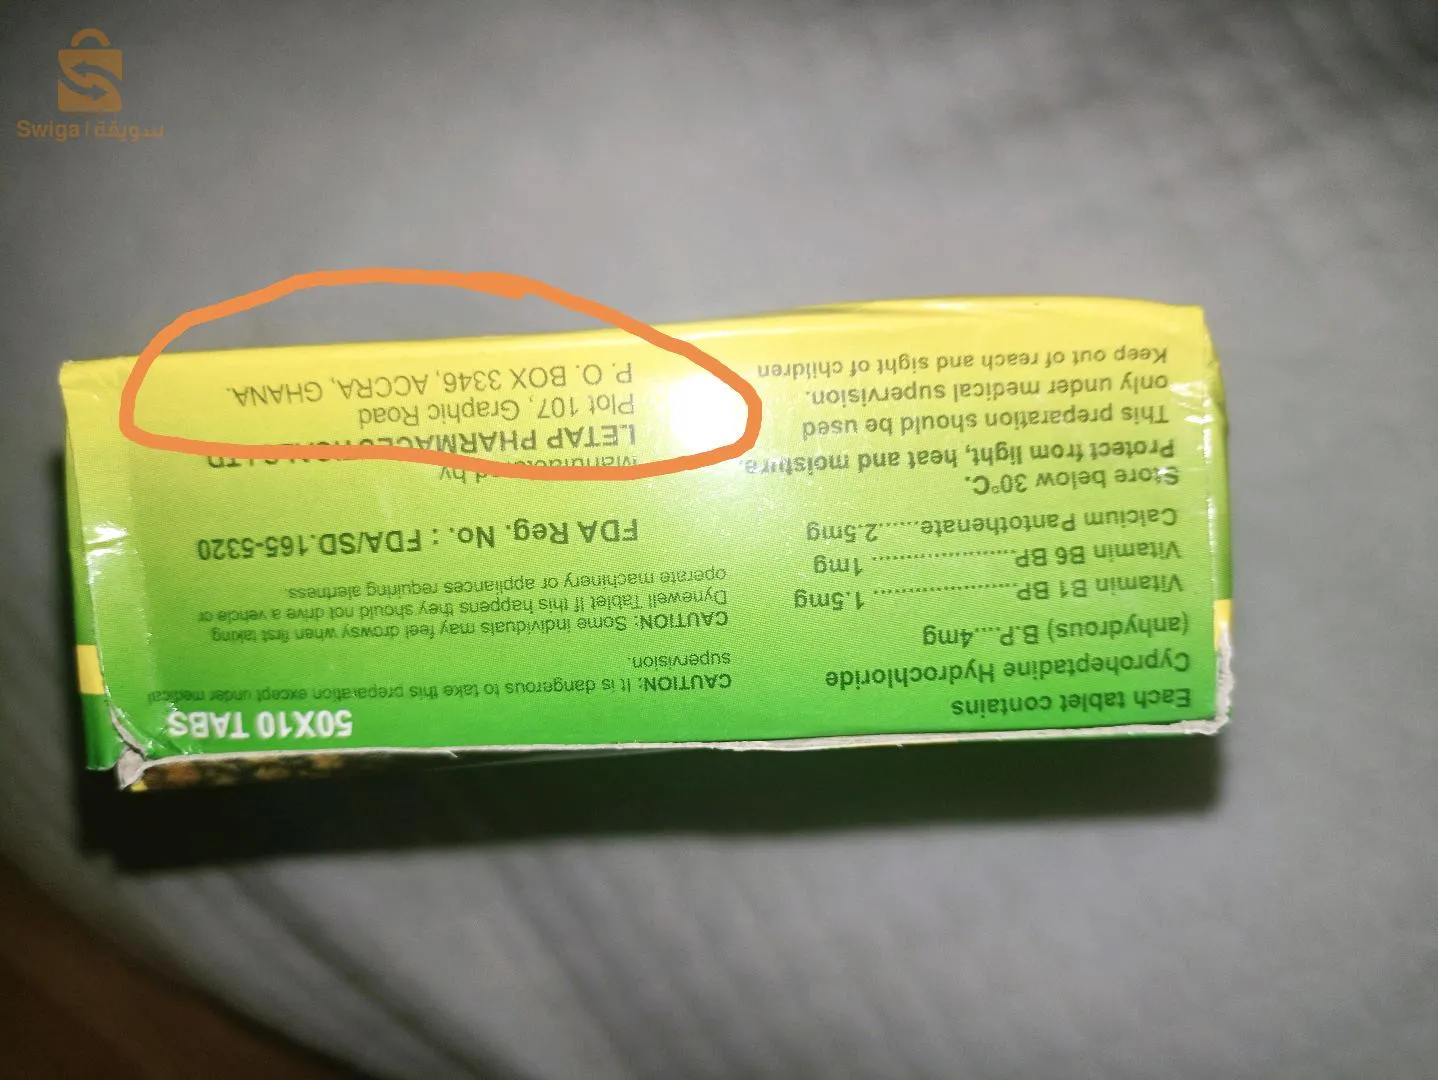 Swiga | سويقة
Each tablet contains
Cyproheptadine Hydrochloride
(anhydrous) B.P....4mg
Vitamin B1 BP.................... 1.5mg
Vitamin B6 BP.................... 1mg
Calcium Pantothenate.......2.5mg
Store below 30°C.
Protect from light, heat and moisture.
This preparation should be used
only under medical supervision.
Keep out of reach and sight of children
50X10 TABS
CAUTION: It is dangerous to take this preparation except under medical
supervision.
CAUTION: Some individuals may feel drowsy when first taking
Dynewell Tablet If this happens they should not drive a vehicle or
operate machinery or appliances requiring alertness.
FDA Reg. No. : FDA/SD.165-5320
Manufactured by
LETAP PHARMACEUTICALS LTD
Plot 107, Graphic Road
P. O. BOX 3346, ACCRA, GHANA.